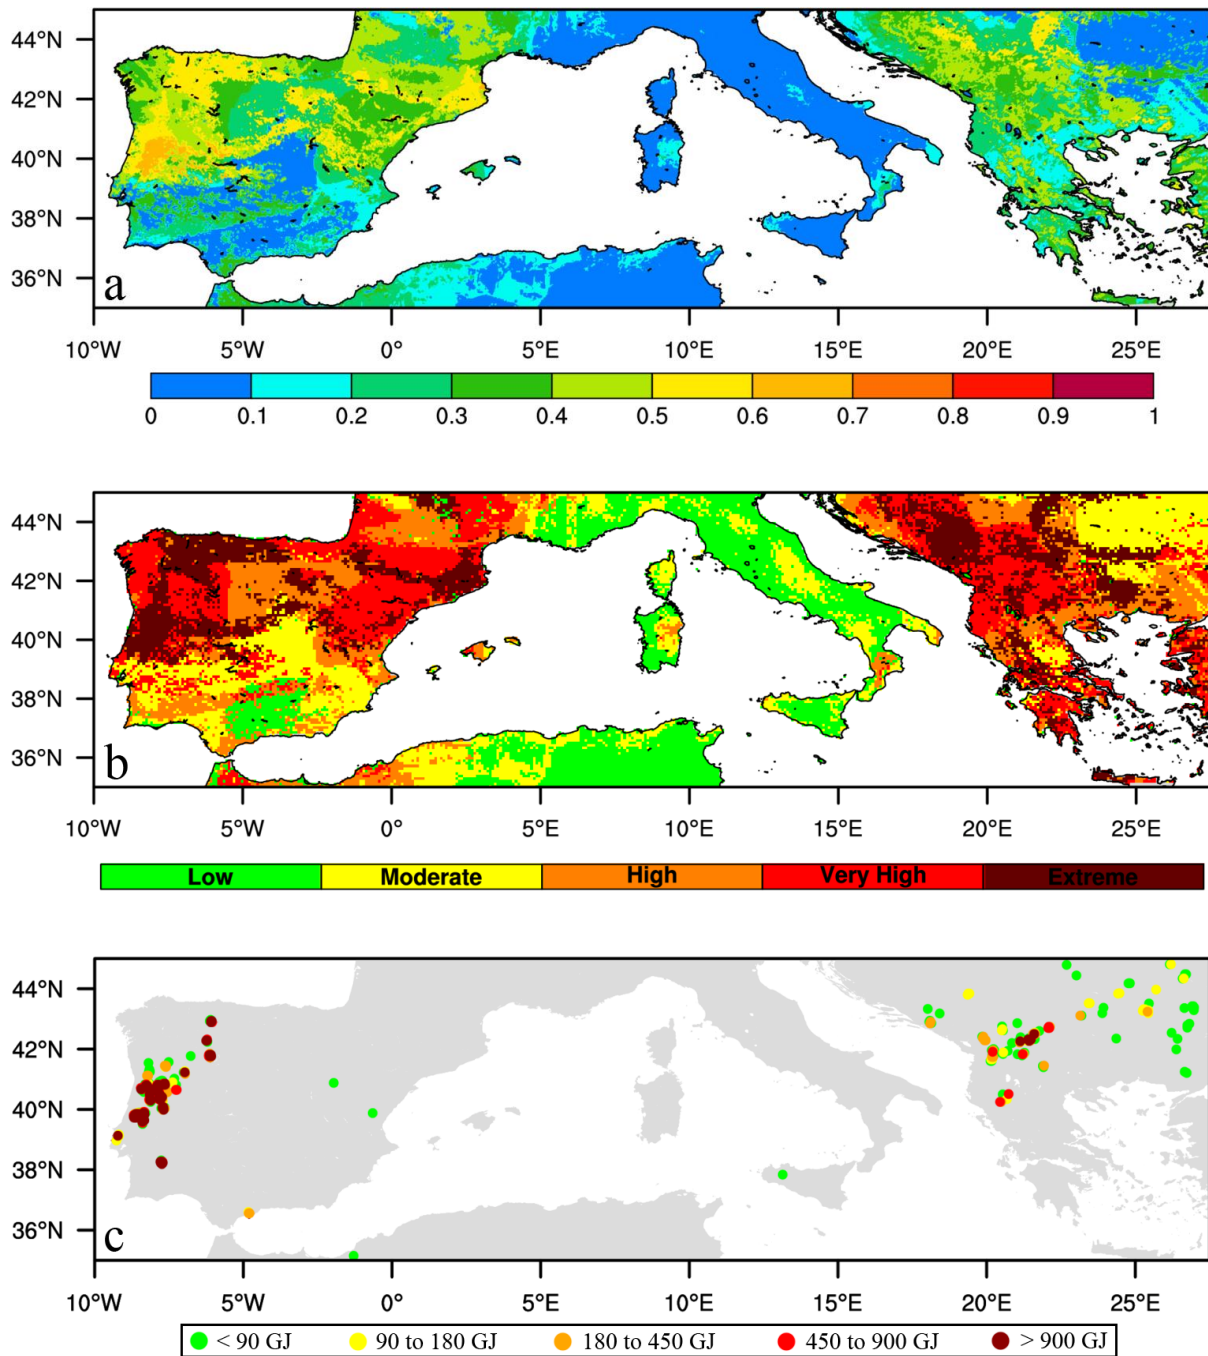 44°N
42°N
40°N
38°N
36°N
a
10°W 5°W 0° 5°E 10°E 15°E 20°E 25°E
0 0.1 0.2 0.3 0.4 0.5 0.6 0.7 0.8 0.9 1
44°N
42°N
40°N
38°N
36°N
b
10°W 5°W 0° 5°E 10°E 15°E 20°E 25°E
Low Moderate High Very High Extreme
44°N
42°N
40°N
38°N
36°N
c
10°W 5°W 0° 5°E 10°E 15°E 20°E 25°E
< 90 GJ 90 to 180 GJ 180 to 450 GJ 450 to 900 GJ > 900 GJ